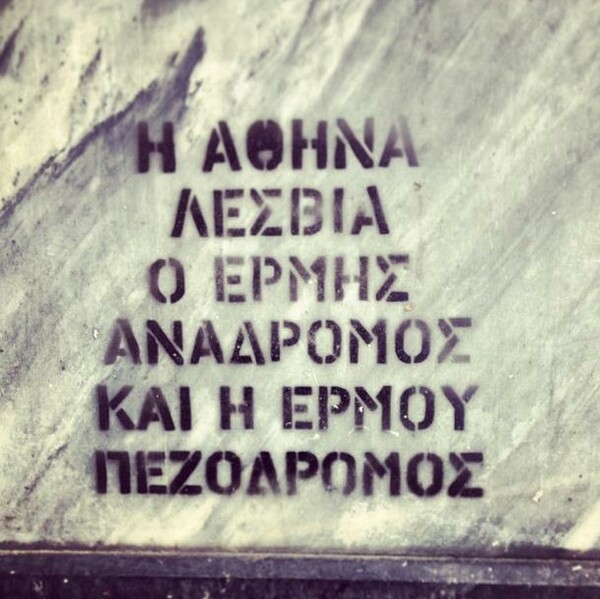 Η ΑΘΗΝΑ
ΛΕΣΒΙΑ
Ο ΕΡΜΗΣ
ΑΝΑΔΡΟΜΟΣ
ΚΑΙ Η ΕΡΜΟΥ
ΠΕΖΟΔΡΟΜΟΣ